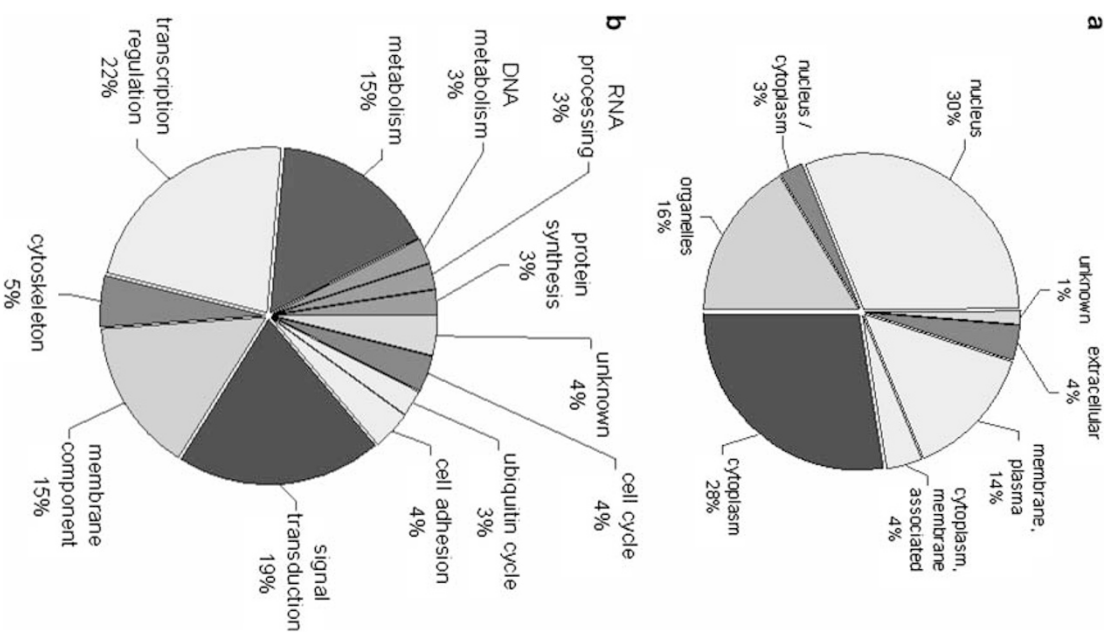 a
nucleus
30%
unknown
1%
extracellular
4%
membrane,
plasma
14%
cytoplasm,
membrane
associated
4%
cytoplasm
28%
organelles
16%
nucleus /
cytoplasm
3%
b
RNA
processing
3%
DNA
metabolism
3%
metabolism
15%
transcription
regulation
22%
cytoskeleton
5%
membrane
component
15%
signal
transduction
19%
cell adhesion
4%
ubiquitin cycle
3%
cell cycle
4%
unknown
4%
protein
synthesis
3%